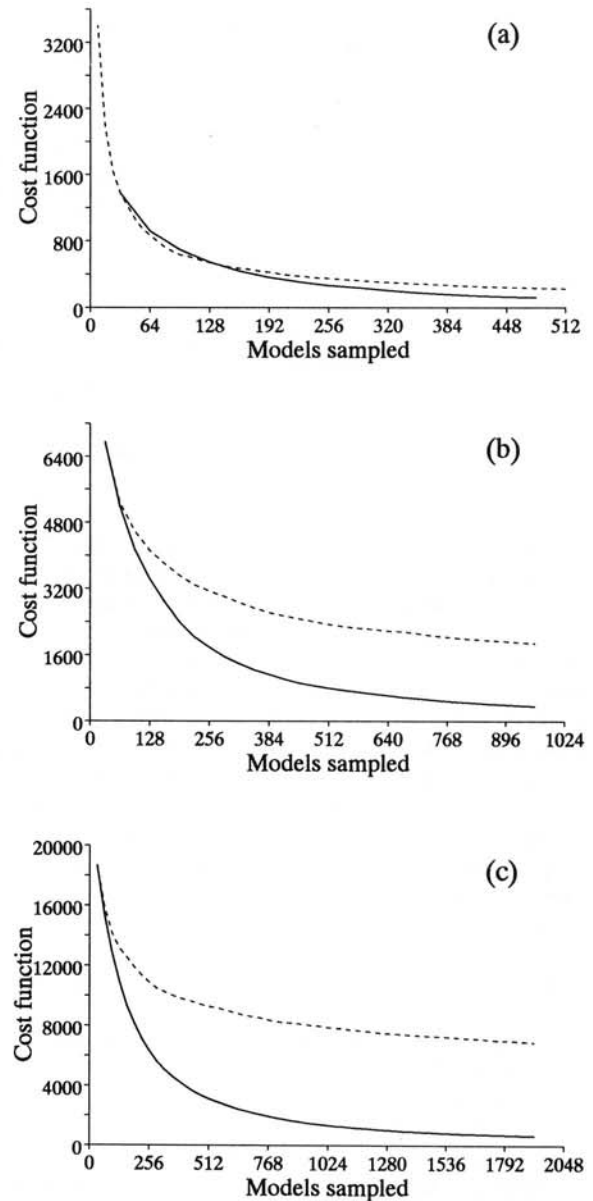 (a)
Cost function
3200
2400
1600
800
0
0 64 128 192 256 320 384 448 512
Models sampled
(b)
Cost function
6400
4800
3200
1600
0
0 128 256 384 512 640 768 896 1024
Models sampled
(c)
Cost function
20000
16000
12000
8000
4000
0
0 256 512 768 1024 1280 1536 1792 2048
Models sampled